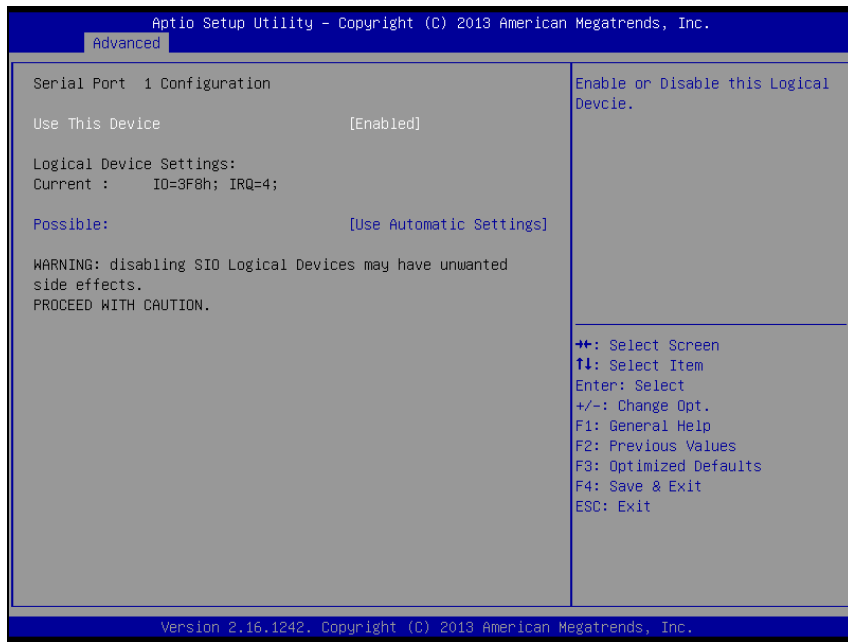 Aptio Setup Utility – Copyright (C) 2013 American Megatrends, Inc.
Advanced
Serial Port 1 Configuration
Use This Device [Enabled]
Logical Device Settings:
Current : IO=3F8h; IRQ=4;
Possible: [Use Automatic Settings]
WARNING: disabling SIO Logical Devices may have unwanted
side effects.
PROCEED WITH CAUTION.
Enable or Disable this Logical
Devcie.
→←: Select Screen
↑↓: Select Item
Enter: Select
+/-: Change Opt.
F1: General Help
F2: Previous Values
F3: Optimized Defaults
F4: Save & Exit
ESC: Exit
Version 2.16.1242. Copyright (C) 2013 American Megatrends, Inc.